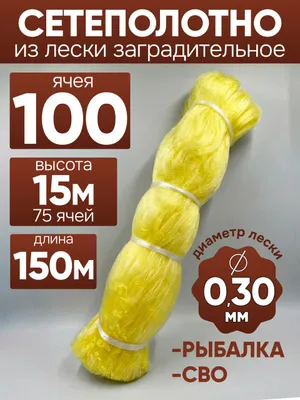 СЕТЕПОЛОТНО
из лески заградительное
ячея
100
высота
15м
75 ячей
длина
150м
диаметр лески
0,30
мм
-РЫБАЛКА
-СВО